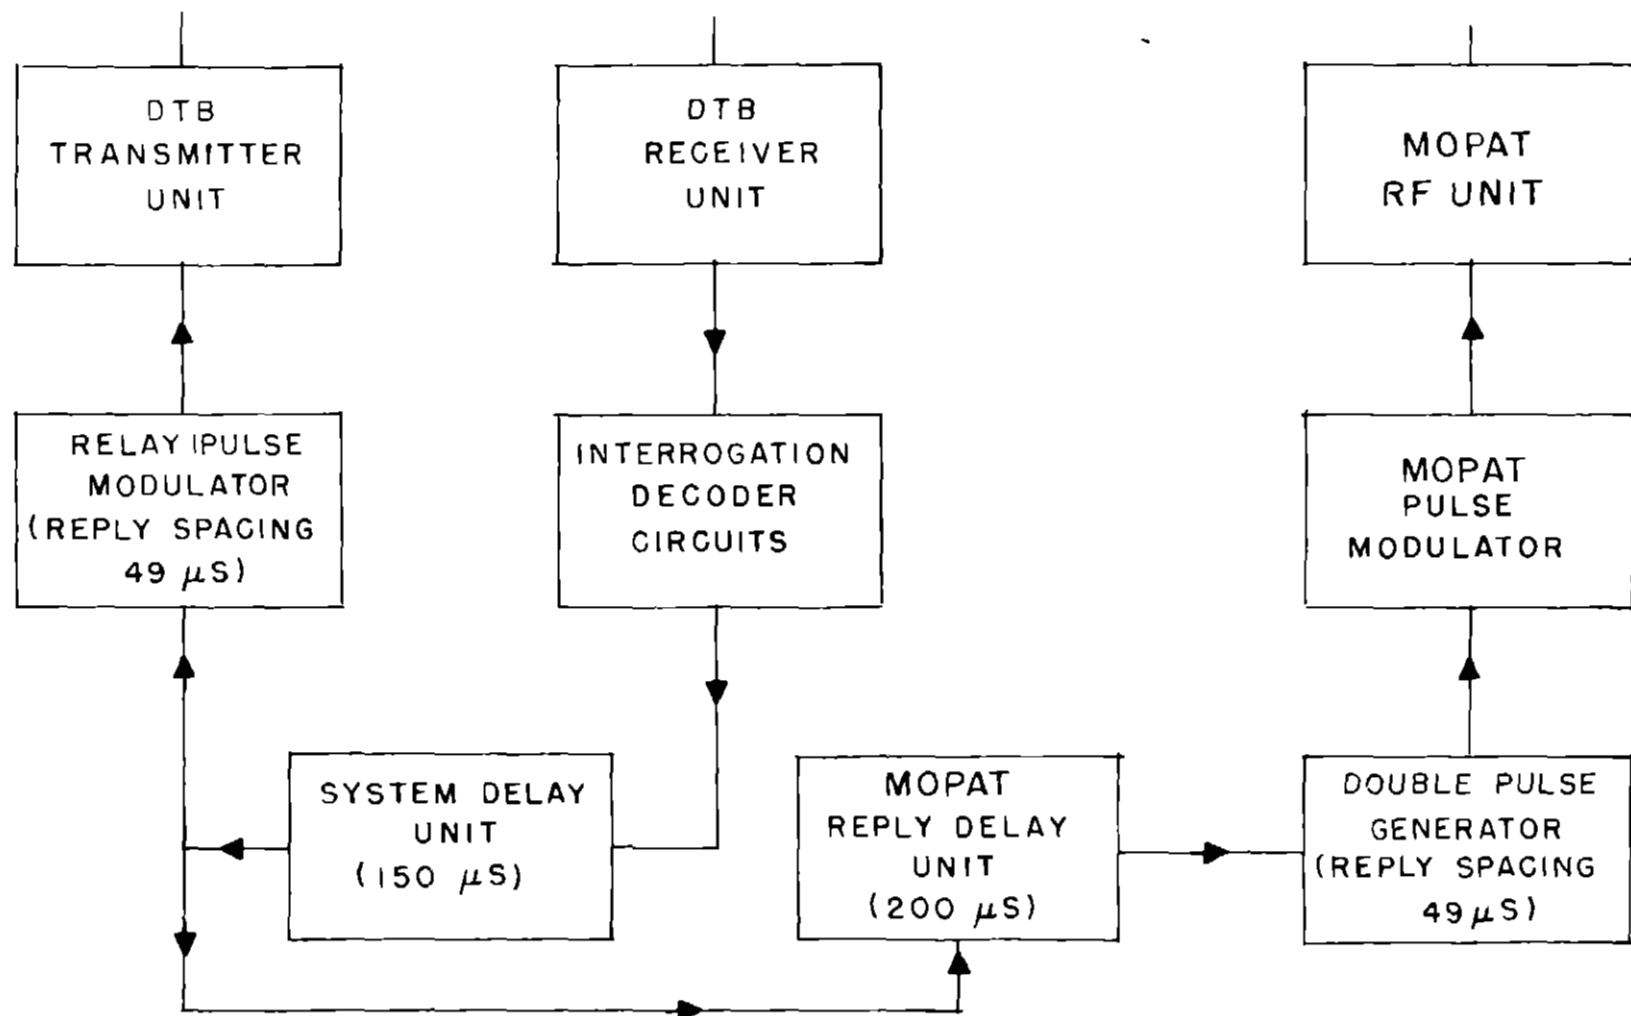 DTB
TRANSMITTER
UNIT
DTB
RECEIVER
UNIT
MOPAT
RF UNIT
RELAY IPULSE
MODULATOR
(REPLY SPACING
49 μS)
INTERROGATION
DECODER
CIRCUITS
MOPAT
PULSE
MODULATOR
SYSTEM DELAY
UNIT
(150 μS)
MOPAT
REPLY DELAY
UNIT
(200 μS)
DOUBLE PULSE
GENERATOR
(REPLY SPACING
49 μS)